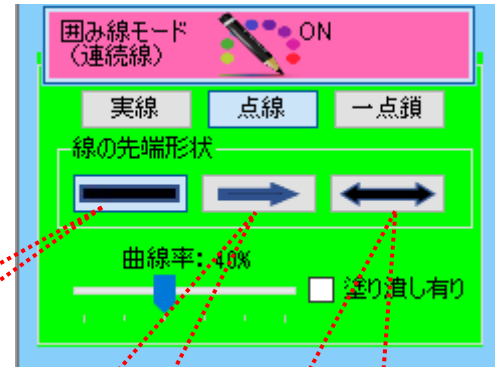 囲み線モード ON
(連続線)
実線 点線 一点鎖
線の先端形状
曲線率: 40%
塗り潰し有り